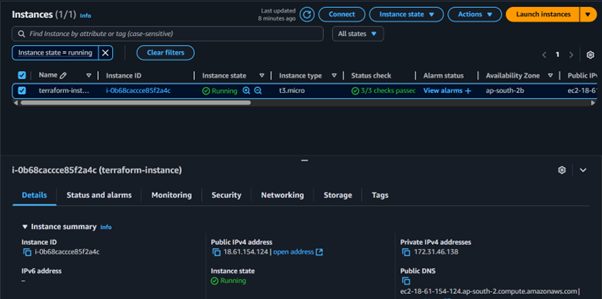 Instances (1/1) Info
Last updated
8 minutes ago
Connect
Instance state
Actions
Launch instances
Find Instance by attribute or tag (case-sensitive)
All states
Instance state = running
Clear filters
1
Name
Instance ID
Instance state
Instance type
Status check
Alarm status
Availability Zone
Public IPv
terraform-inst...
i-0b68caccce85f2a4c
Running
t3.micro
3/3 checks passec
View alarms +
ap-south-2b
ec2-18-61
i-0b68caccce85f2a4c (terraform-instance)
Details
Status and alarms
Monitoring
Security
Networking
Storage
Tags
Instance summary Info
Instance ID
Public IPv4 address
Private IPv4 addresses
i-0b68caccce85f2a4c
18.61.154.124 | open address
172.31.46.138
IPv6 address
Instance state
Public DNS
–
Running
ec2-18-61-154-124.ap-south-2.compute.amazonaws.com |